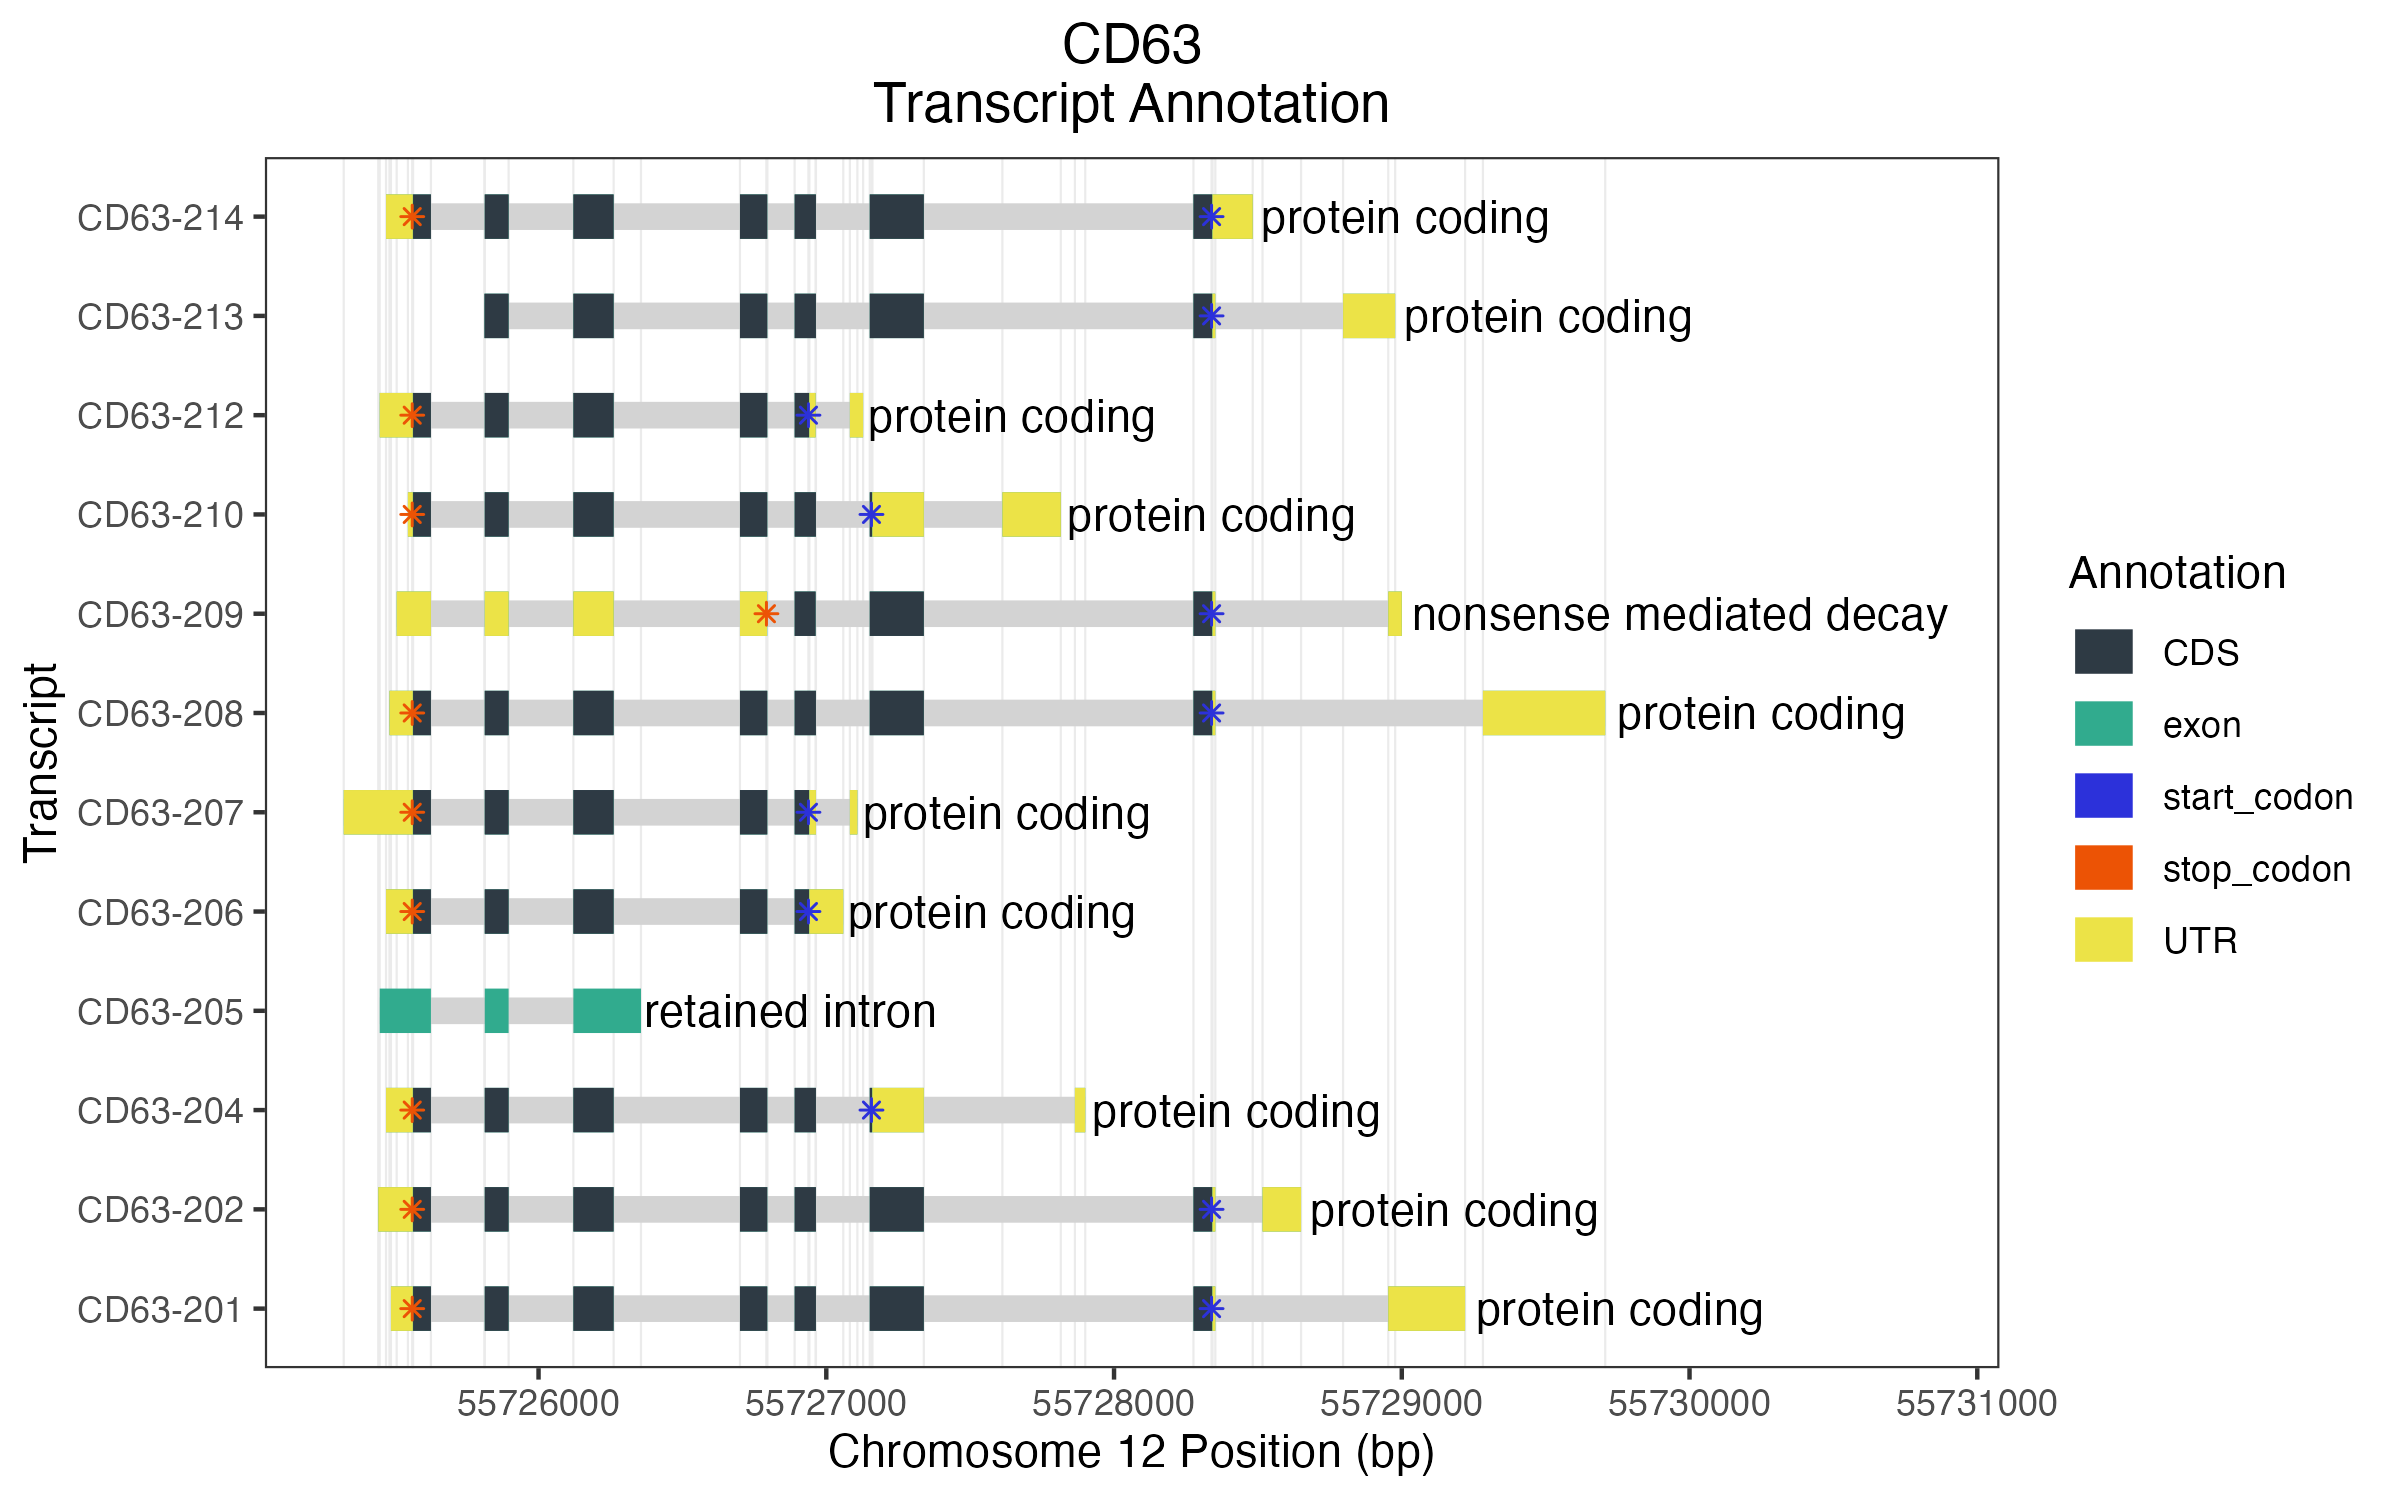 CD63
Transcript Annotation
CD63-214
protein coding
CD63-213
protein coding
CD63-212
protein coding
CD63-210
protein coding
CD63-209
nonsense mediated decay
CD63-208
protein coding
CD63-207
protein coding
CD63-206
protein coding
CD63-205
retained intron
CD63-204
protein coding
CD63-202
protein coding
CD63-201
protein coding
Transcript
55726000
55727000
55728000
55729000
55730000
55731000
Chromosome 12 Position (bp)
Annotation
CDS
exon
start_codon
stop_codon
UTR